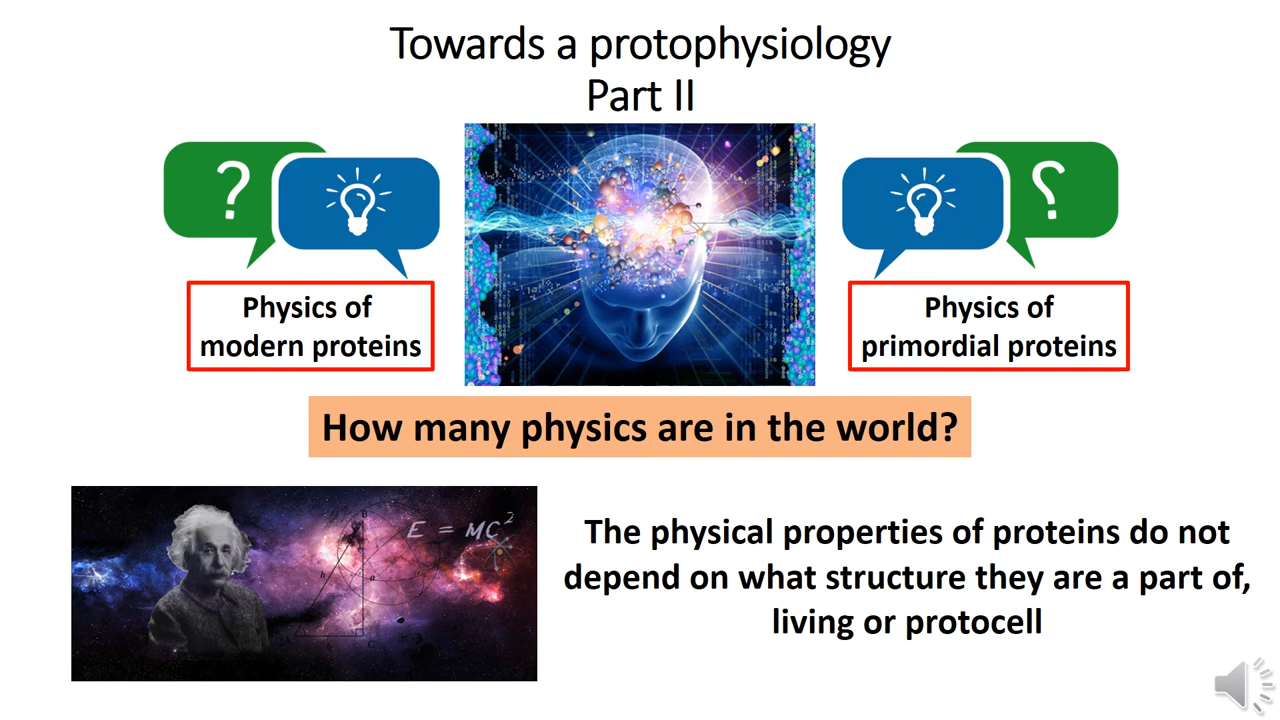 Towards a protophysiology
Part II
?
?
Physics of
modern proteins
Physics of
primordial proteins
How many physics are in the world?
E = MC²
The physical properties of proteins do not
depend on what structure they are a part of,
living or protocell